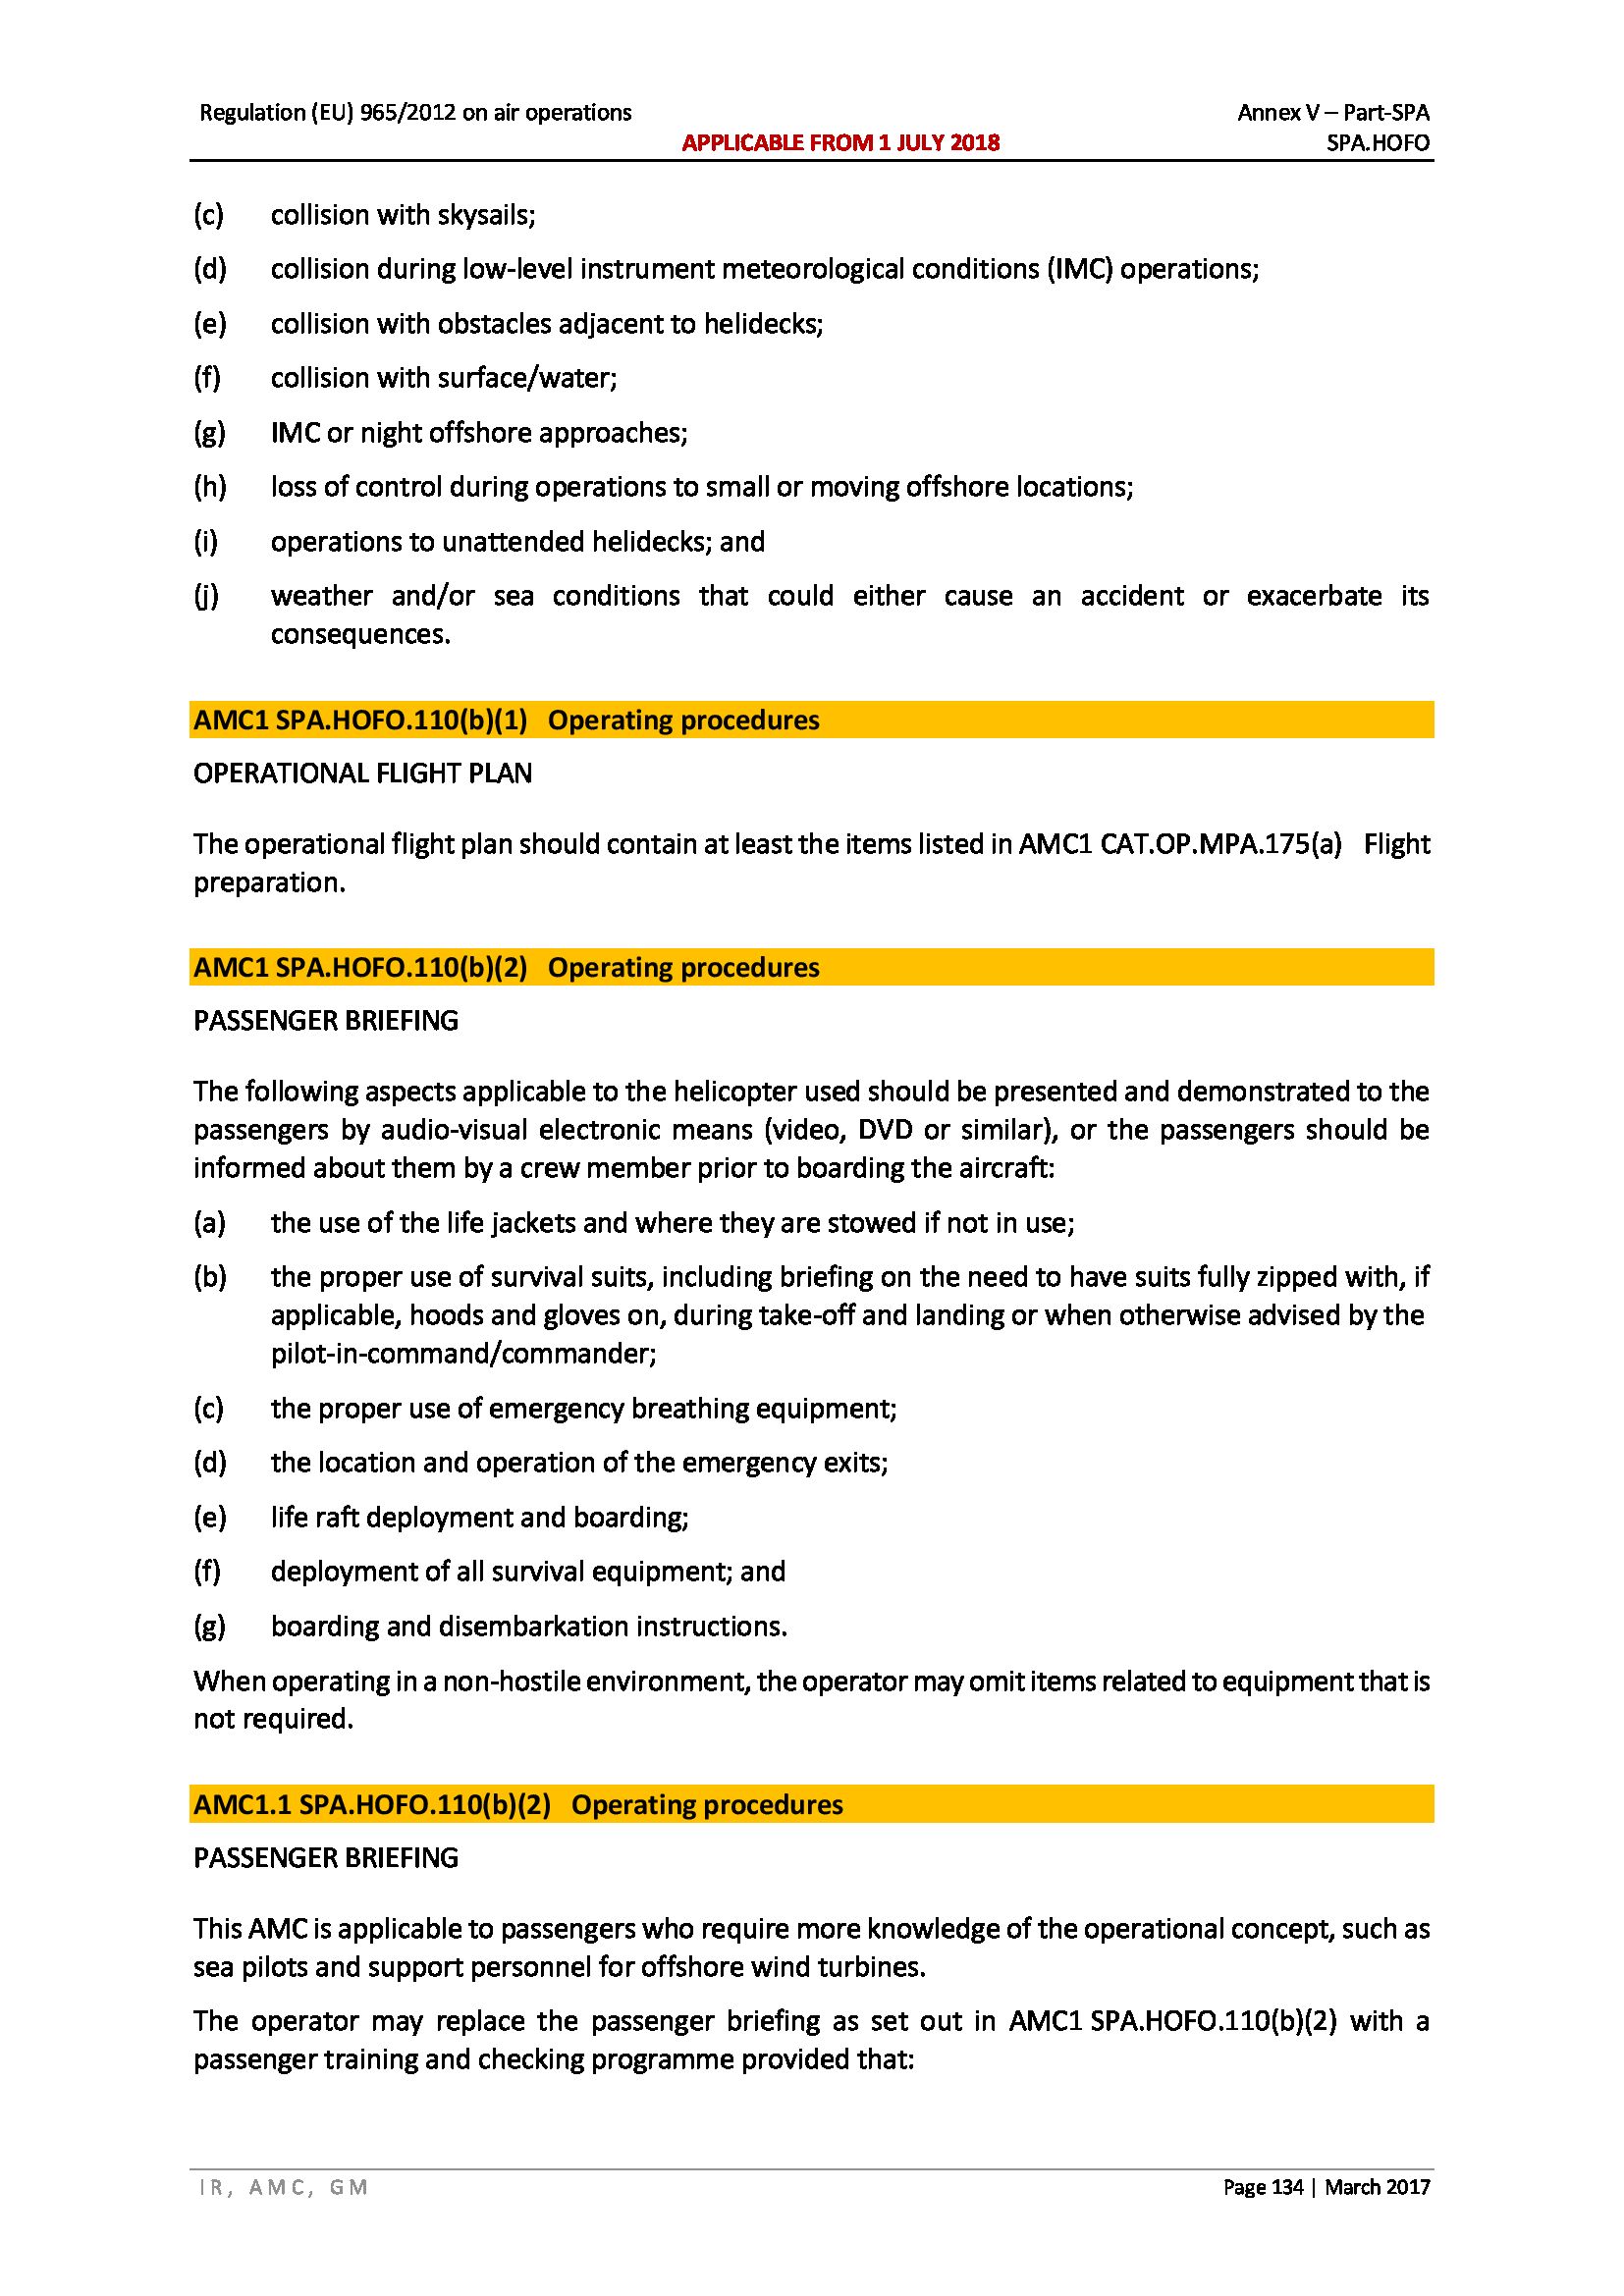 Regulation (EU) 965/2012 on air operations
Annex V – Part-SPA
APPLICABLE FROM 1 JULY 2018
SPA.HOFO
(c) collision with skysails;
(d) collision during low-level instrument meteorological conditions (IMC) operations;
(e) collision with obstacles adjacent to helidecks;
(f) collision with surface/water;
(g) IMC or night offshore approaches;
(h) loss of control during operations to small or moving offshore locations;
(i) operations to unattended helidecks; and
(j) weather and/or sea conditions that could either cause an accident or exacerbate its
consequences.
AMC1 SPA.HOFO.110(b)(1) Operating procedures
OPERATIONAL FLIGHT PLAN
The operational flight plan should contain at least the items listed in AMC1 CAT.OP.MPA.175(a) Flight
preparation.
AMC1 SPA.HOFO.110(b)(2) Operating procedures
PASSENGER BRIEFING
The following aspects applicable to the helicopter used should be presented and demonstrated to the
passengers by audio-visual electronic means (video, DVD or similar), or the passengers should be
informed about them by a crew member prior to boarding the aircraft:
(a) the use of the life jackets and where they are stowed if not in use;
(b) the proper use of survival suits, including briefing on the need to have suits fully zipped with, if
applicable, hoods and gloves on, during take-off and landing or when otherwise advised by the
pilot-in-command/commander;
(c) the proper use of emergency breathing equipment;
(d) the location and operation of the emergency exits;
(e) life raft deployment and boarding;
(f) deployment of all survival equipment; and
(g) boarding and disembarkation instructions.
When operating in a non-hostile environment, the operator may omit items related to equipment that is
not required.
AMC1.1 SPA.HOFO.110(b)(2) Operating procedures
PASSENGER BRIEFING
This AMC is applicable to passengers who require more knowledge of the operational concept, such as
sea pilots and support personnel for offshore wind turbines.
The operator may replace the passenger briefing as set out in AMC1 SPA.HOFO.110(b)(2) with a
passenger training and checking programme provided that:
IR, AMC, GM
Page 134 | March 2017